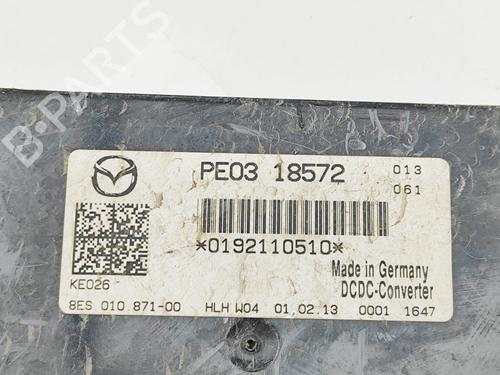 B-PARTS
PE03 18572
013
061
*0192110510*
KE026
Made in Germany
DCDC-Converter
8ES 010 871-00 HLH W04 01.02.13 0001 1647